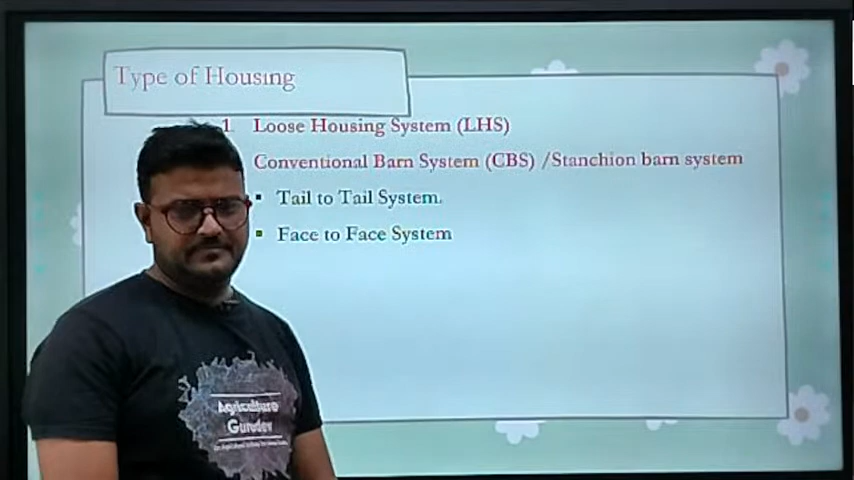 Type of Housing
1. Loose Housing System (LHS)
Conventional Barn System (CBS) /Stanchion barn system
▪ Tail to Tail System.
▪ Face to Face System
Agriculture
Gurudev